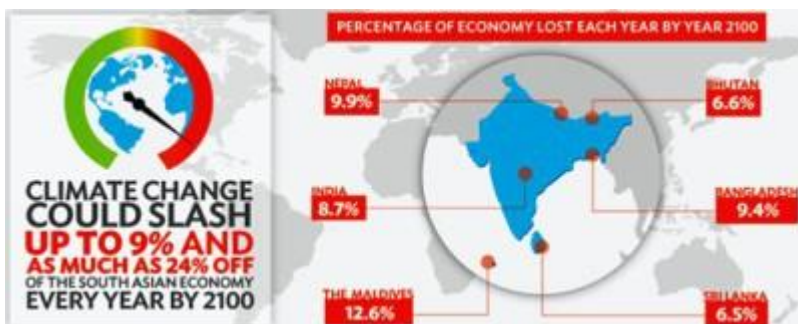 PERCENTAGE OF ECONOMY LOST EACH YEAR BY YEAR 2100
CLIMATE CHANGE
COULD SLASH
UP TO 9% AND
AS MUCH AS 24% OFF
OF THE SOUTH ASIAN ECONOMY
EVERY YEAR BY 2100
NEPAL
9.9%
BHUTAN
6.6%
INDIA
8.7%
BANGLADESH
9.4%
THE MALDIVES
12.6%
SRI LANKA
6.5%